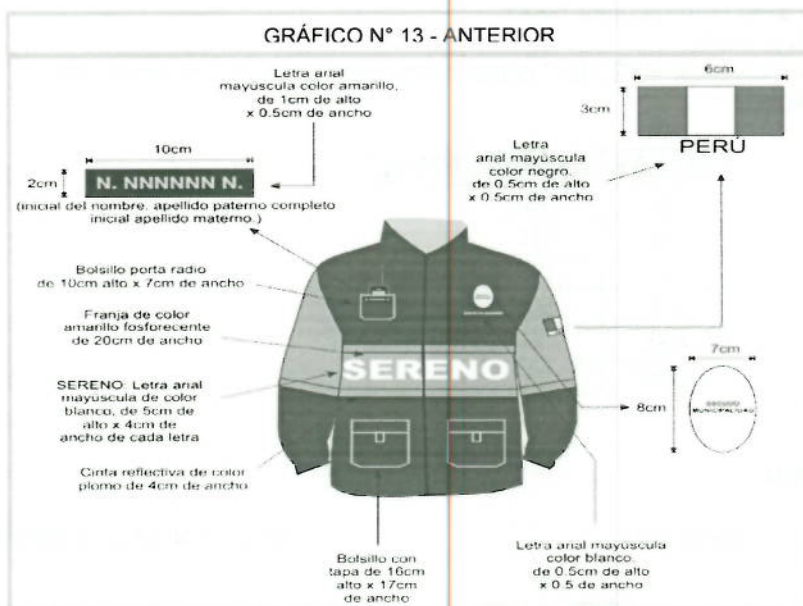 GRÁFICO N° 13 - ANTERIOR
Letra arial
mayúscula color amarillo,
de 1cm de alto
x 0.5cm de ancho
10cm
2cm
N. NNNNNN N.
(inicial del nombre, apellido paterno completo
inicial apellido materno.)
6cm
3cm
PERÚ
Letra
arial mayúscula
color negro,
de 0.5cm de alto
x 0.5cm de ancho
Bolsillo porta radio
de 10cm alto x 7cm de ancho
Franja de color
amarillo fosforecente
de 20cm de ancho
SERENO: Letra arial
mayúscula de color
blanco, de 5cm de
alto x 4cm de
ancho de cada letra
Cinta reflectiva de color
plomo de 4cm de ancho
SERENO
7cm
8cm
ESCUDO
MUNICIPALIDAD
Bolsillo con
tapa de 16cm
alto x 17cm
de ancho
Letra arial mayúscula
color blanco,
de 0.5cm de alto
x 0.5 de ancho